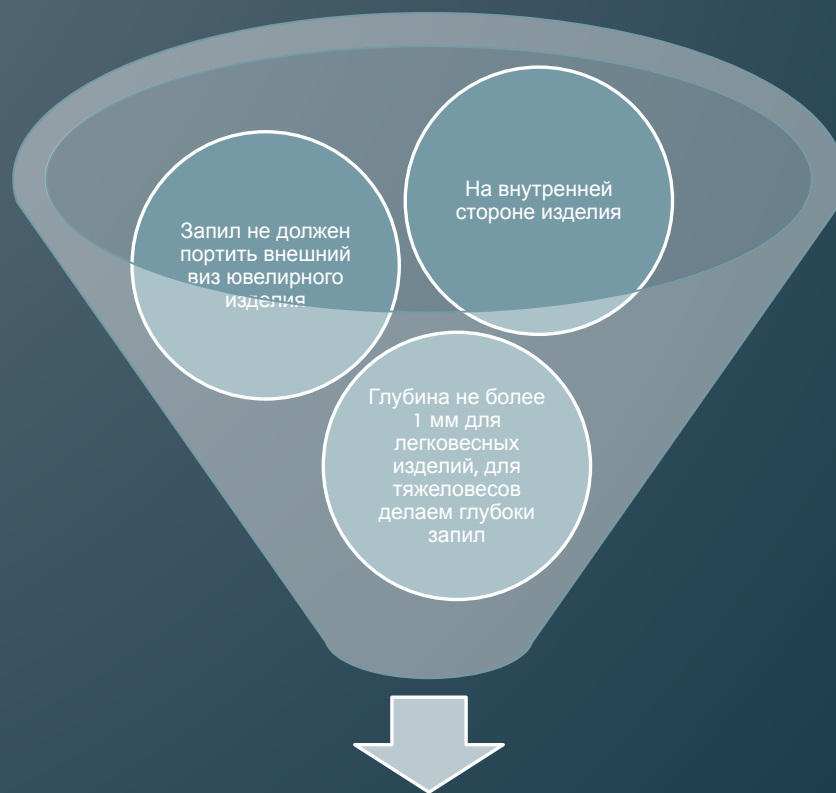 На внутренней
стороне изделия
Запил не должен
портить внешний
виз ювелирного
изделия
Глубина не более
1 мм для
легковесных
изделий, для
тяжеловесов
делаем глубоки
запил